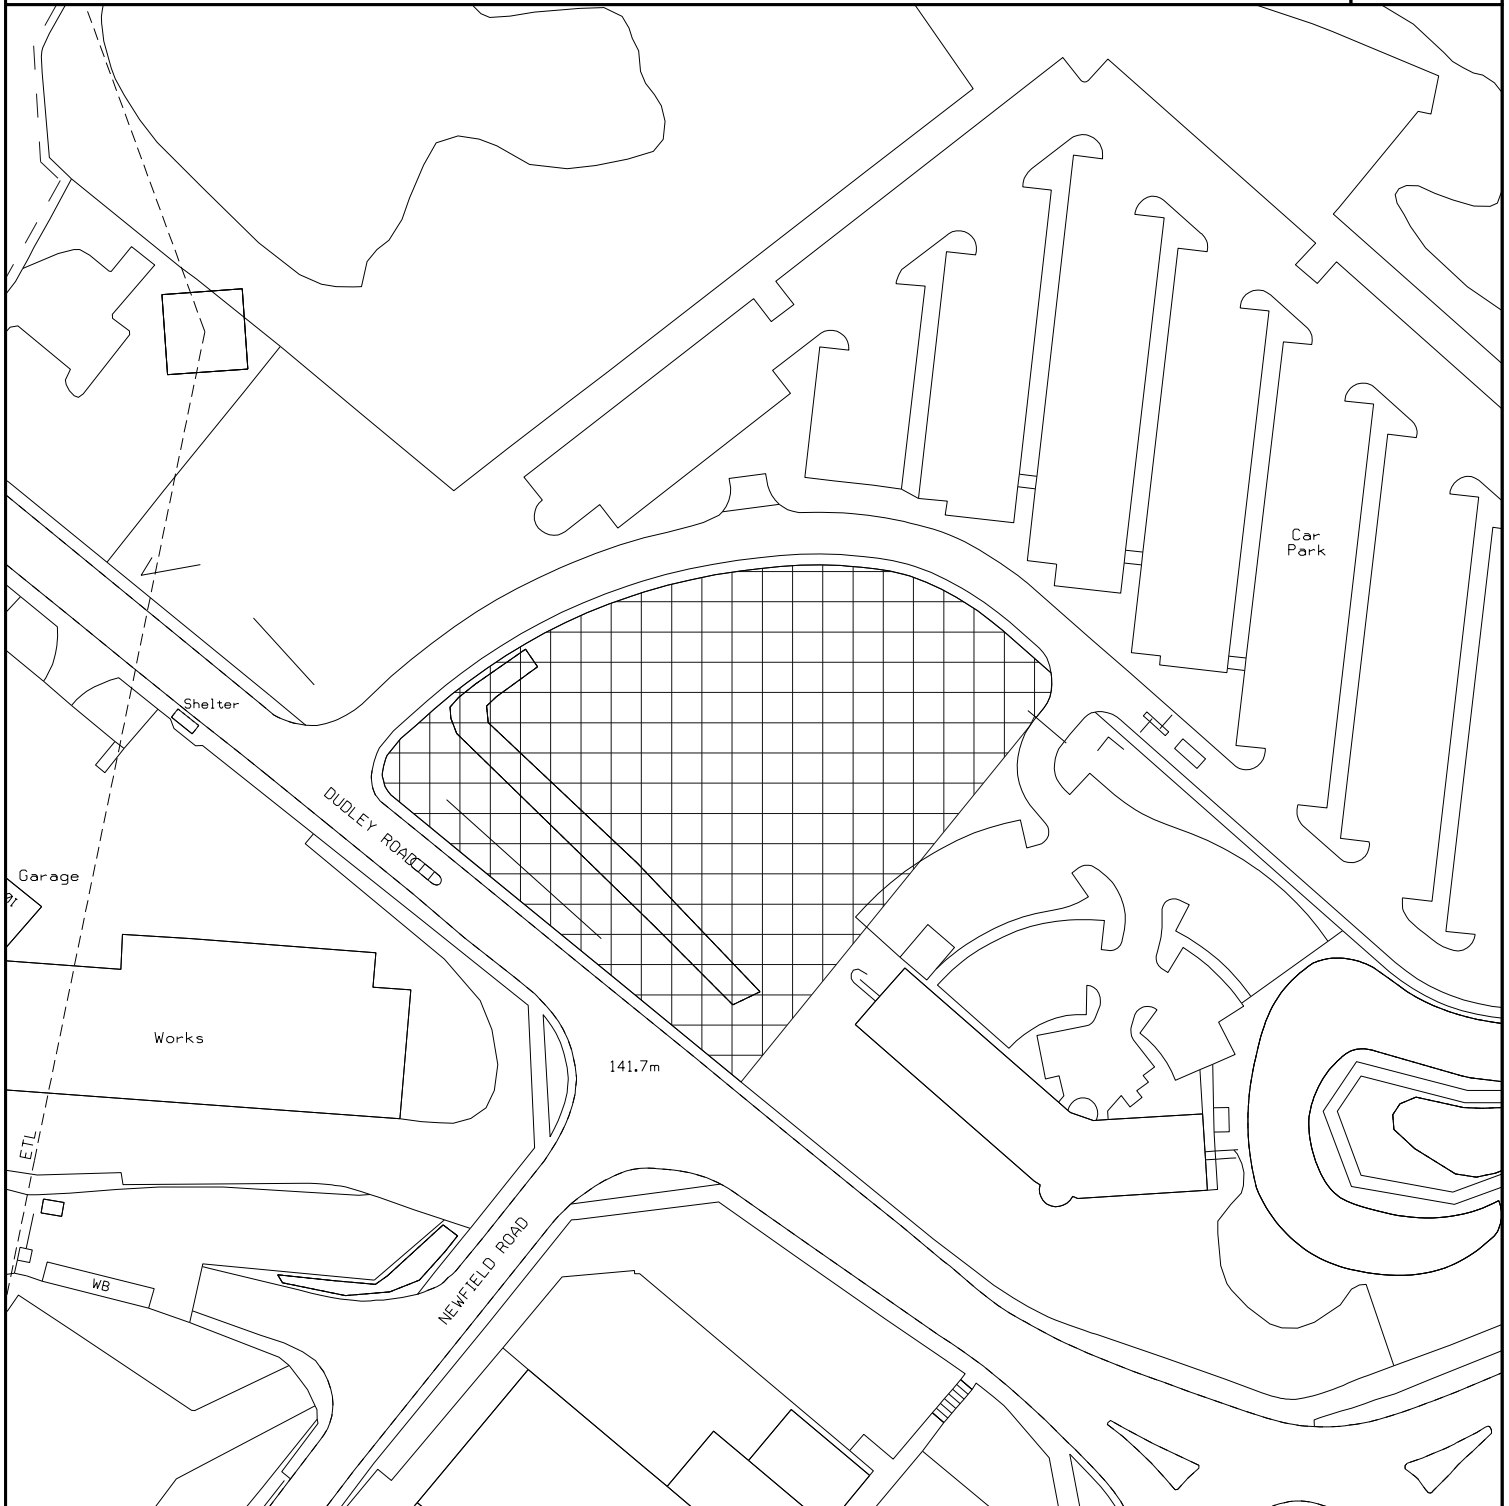 Car
Park
Shelter
DUDLEY ROAD
Garage
Works
141.7m
ETL
NEWFIELD ROAD
WB